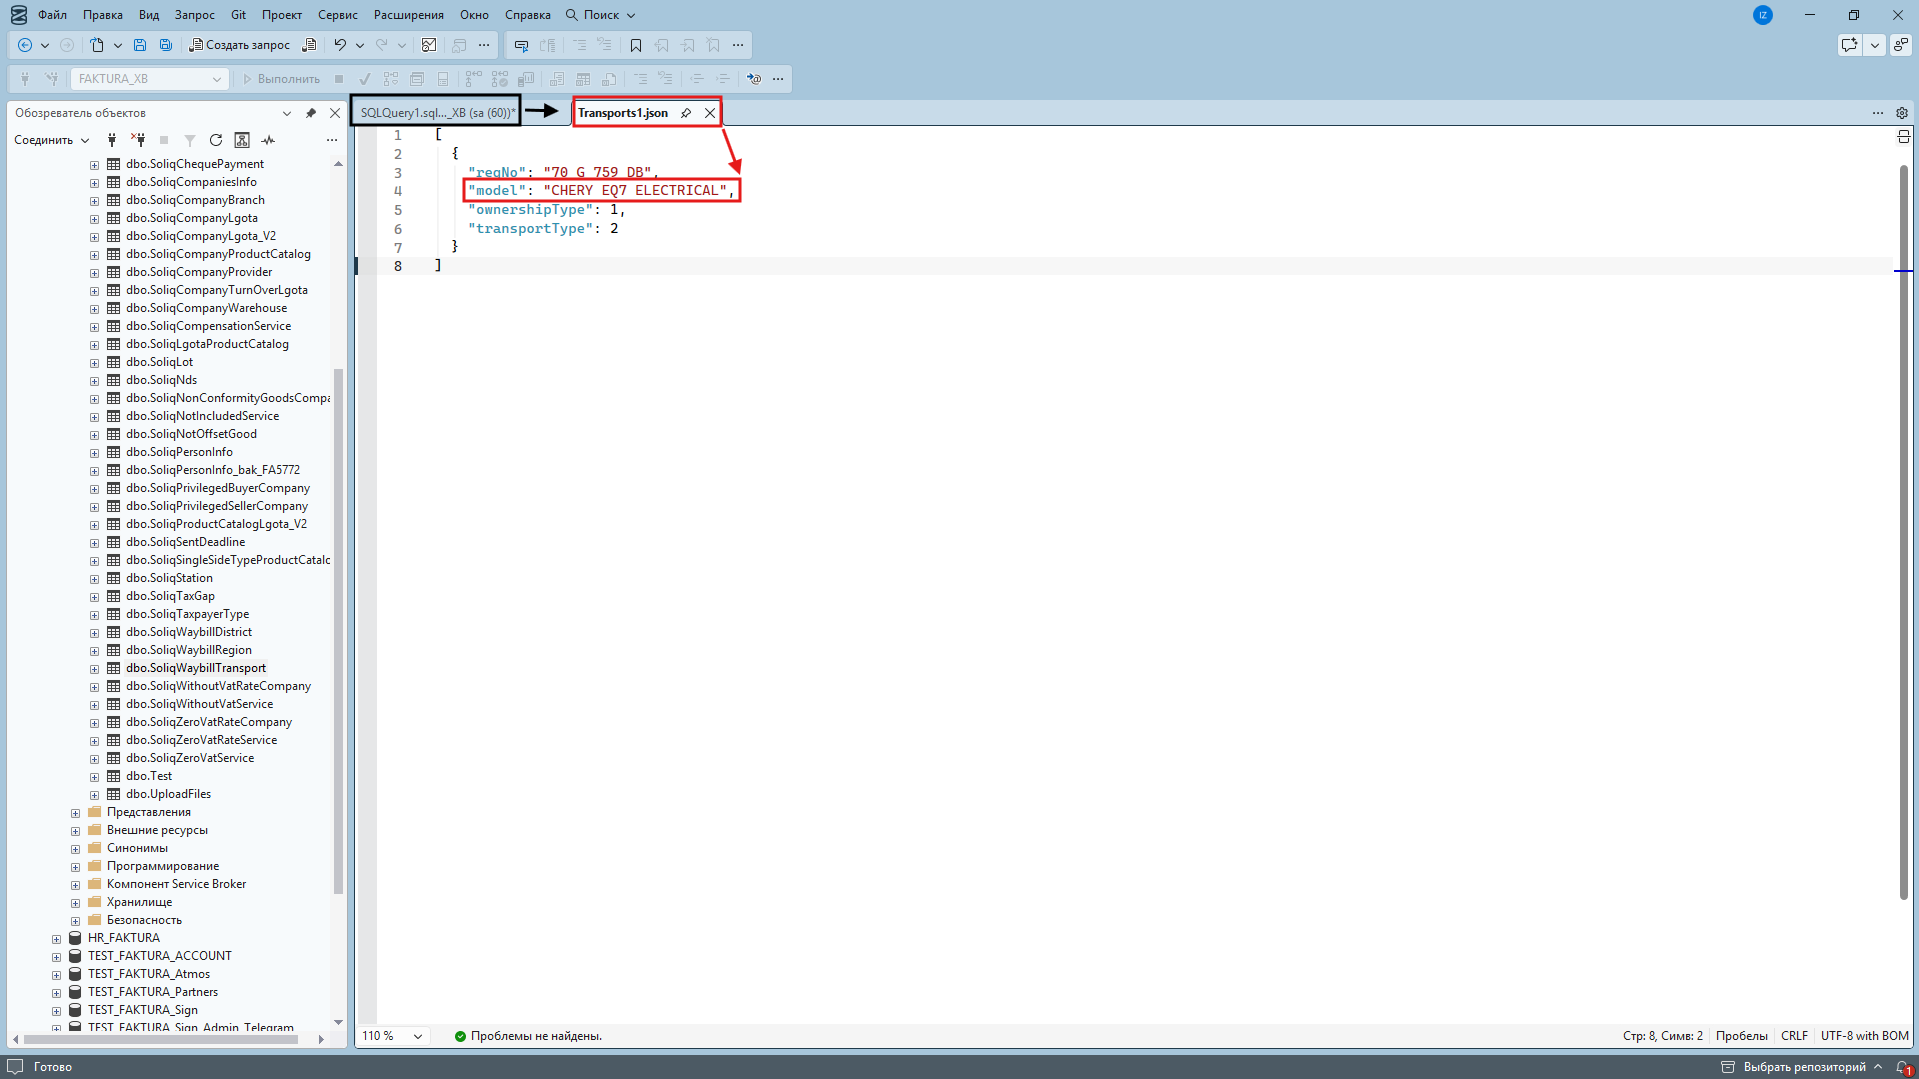 Файл Правка Вид Запрос Git Проект Сервис Расширения Окно Справка Поиск IZ
Создать запрос
FAKTURA_XB Выполнить
Обозреватель объектов
Соединить
dbo.SoliqChequePayment
dbo.SoliqCompaniesInfo
dbo.SoliqCompanyBranch
dbo.SoliqCompanyLgota
dbo.SoliqCompanyLgota_V2
dbo.SoliqCompanyProductCatalog
dbo.SoliqCompanyProvider
dbo.SoliqCompanyTurnOverLgota
dbo.SoliqCompanyWarehouse
dbo.SoliqCompensationService
dbo.SoliqLgotaProductCatalog
dbo.SoliqLot
dbo.SoliqNds
dbo.SoliqNonConformityGoodsCompa
dbo.SoliqNotIncludedService
dbo.SoliqNotOffsetGood
dbo.SoliqPersonInfo
dbo.SoliqPersonInfo_bak_FA5772
dbo.SoliqPrivilegedBuyerCompany
dbo.SoliqPrivilegedSellerCompany
dbo.SoliqProductCatalogLgota_V2
dbo.SoliqSentDeadline
dbo.SoliqSingleSideTypeProductCatalc
dbo.SoliqStation
dbo.SoliqTaxGap
dbo.SoliqTaxpayerType
dbo.SoliqWaybillDistrict
dbo.SoliqWaybillRegion
dbo.SoliqWaybillTransport
dbo.SoliqWithoutVatRateCompany
dbo.SoliqWithoutVatService
dbo.SoliqZeroVatRateCompany
dbo.SoliqZeroVatRateService
dbo.SoliqZeroVatService
dbo.Test
dbo.UploadFiles
Представления
Внешние ресурсы
Синонимы
Программирование
Компонент Service Broker
Хранилище
Безопасность
HR_FAKTURA
TEST_FAKTURA_ACCOUNT
TEST_FAKTURA_Atmos
TEST_FAKTURA_Partners
TEST_FAKTURA_Sign
TEST_FAKTURA_Sign_Admin_Telegram
SQLQuery1.sql..._XB (sa (60))* Transports1.json
1 [
2 {
3 "regNo": "70 G 759 DB",
4 "model": "CHERY EQ7 ELECTRICAL",
5 "ownershipType": 1,
6 "transportType": 2
7 }
8 ]
110 % Проблемы не найдены. Стр: 8, Симв: 2 Пробелы CRLF UTF-8 with BOM
Готово Выбрать репозиторий 1